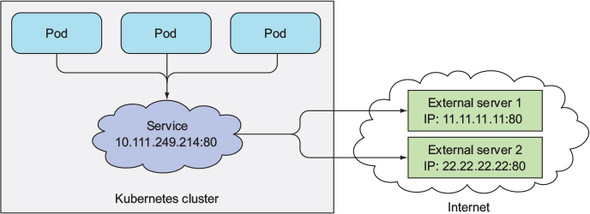 Pod
Pod
Pod
Service
10.111.249.214:80
External server 1
IP: 11.11.11.11:80
External server 2
IP: 22.22.22.22:80
Kubernetes cluster
Internet